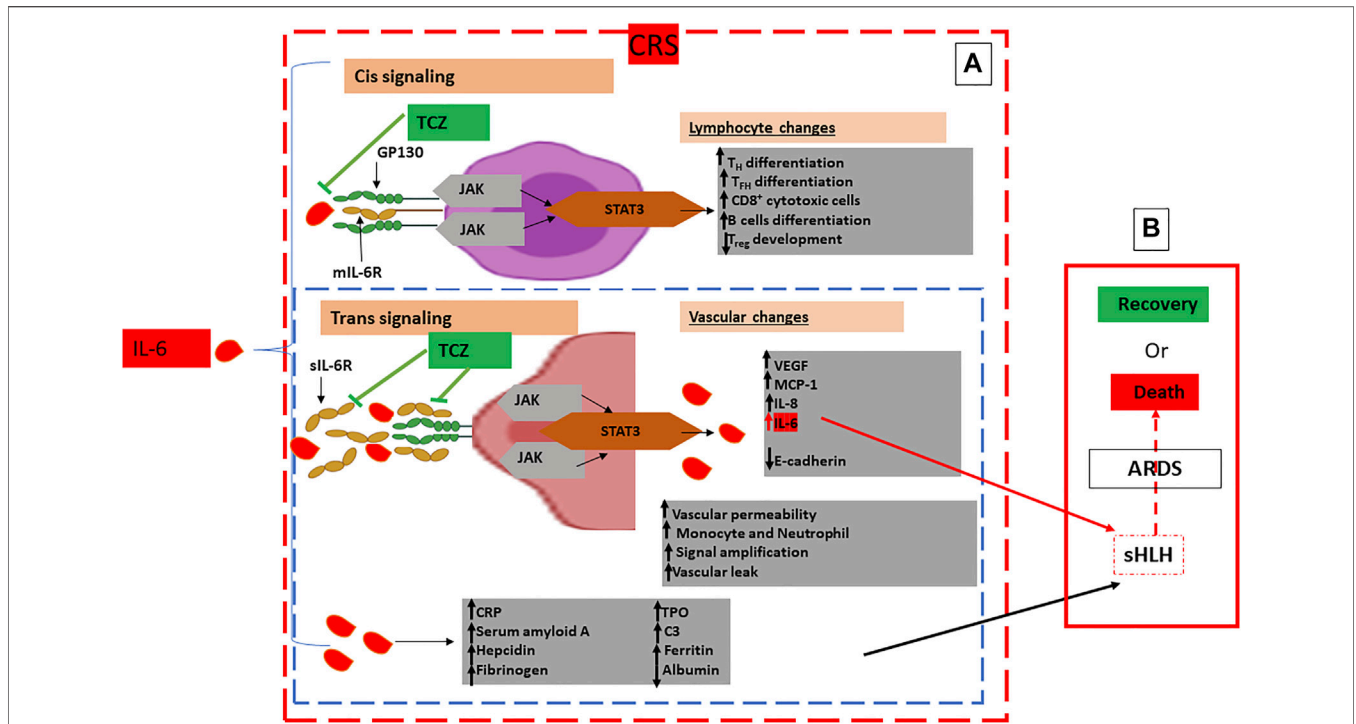 CRS
A
Cis signaling
TCZ
GP130
JAK
STAT3
JAK
mIL-6R
Lymphocyte changes
TH differentiation
TFH differentiation
CD8+ cytotoxic cells
B cells differentiation
Treg development
IL-6
Trans signaling
TCZ
sIL-6R
JAK
STAT3
JAK
Vascular changes
VEGF
MCP-1
IL-8
IL-6
E-cadherin
Vascular permeability
Monocyte and Neutrophil
Signal amplification
Vascular leak
CRP
Serum amyloid A
Hepcidin
Fibrinogen
TPO
C3
Ferritin
Albumin
B
Recovery
Or
Death
ARDS
sHLH